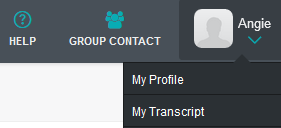 Angie
HELP
GROUP CONTACT
My Profile
My Transcript